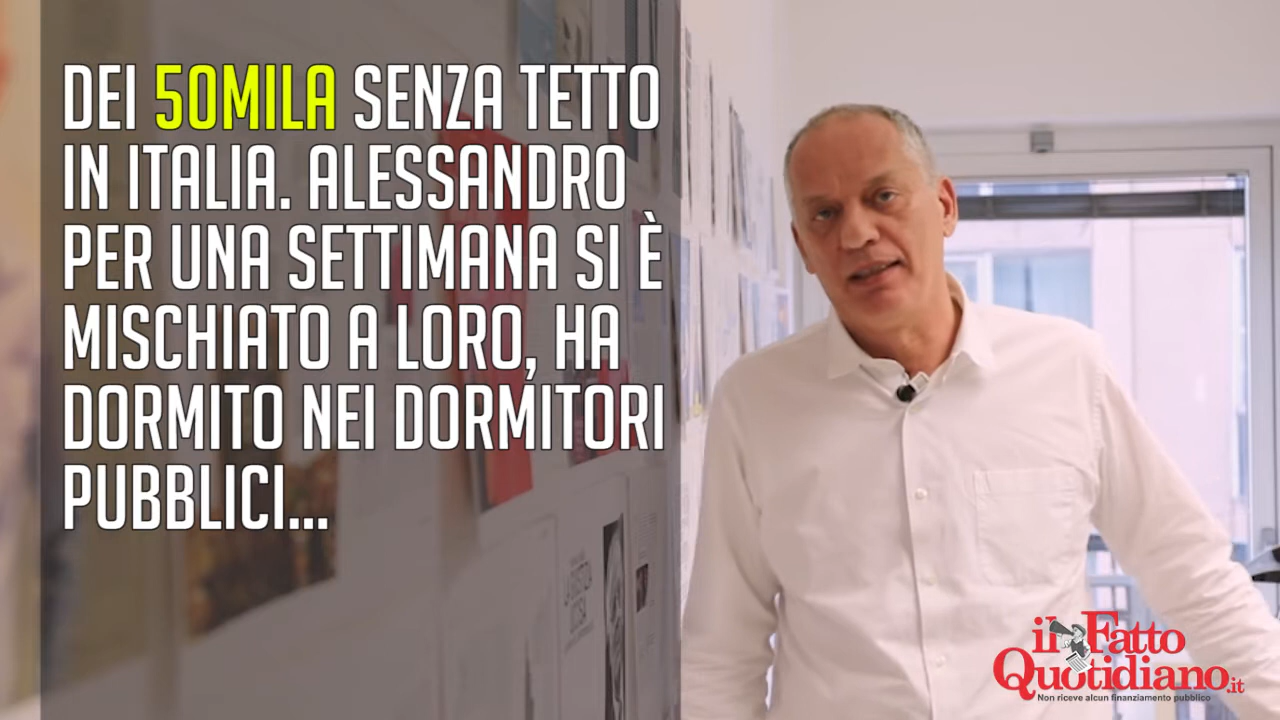 DEI 50MILA SENZA TETTO
IN ITALIA. ALESSANDRO
PER UNA SETTIMANA SI È
MISCHIATO A LORO, HA
DORMITO NEI DORMITORI
PUBBLICI...
il Fatto
Quotidiano.it
Non riceve alcun finanziamento pubblico